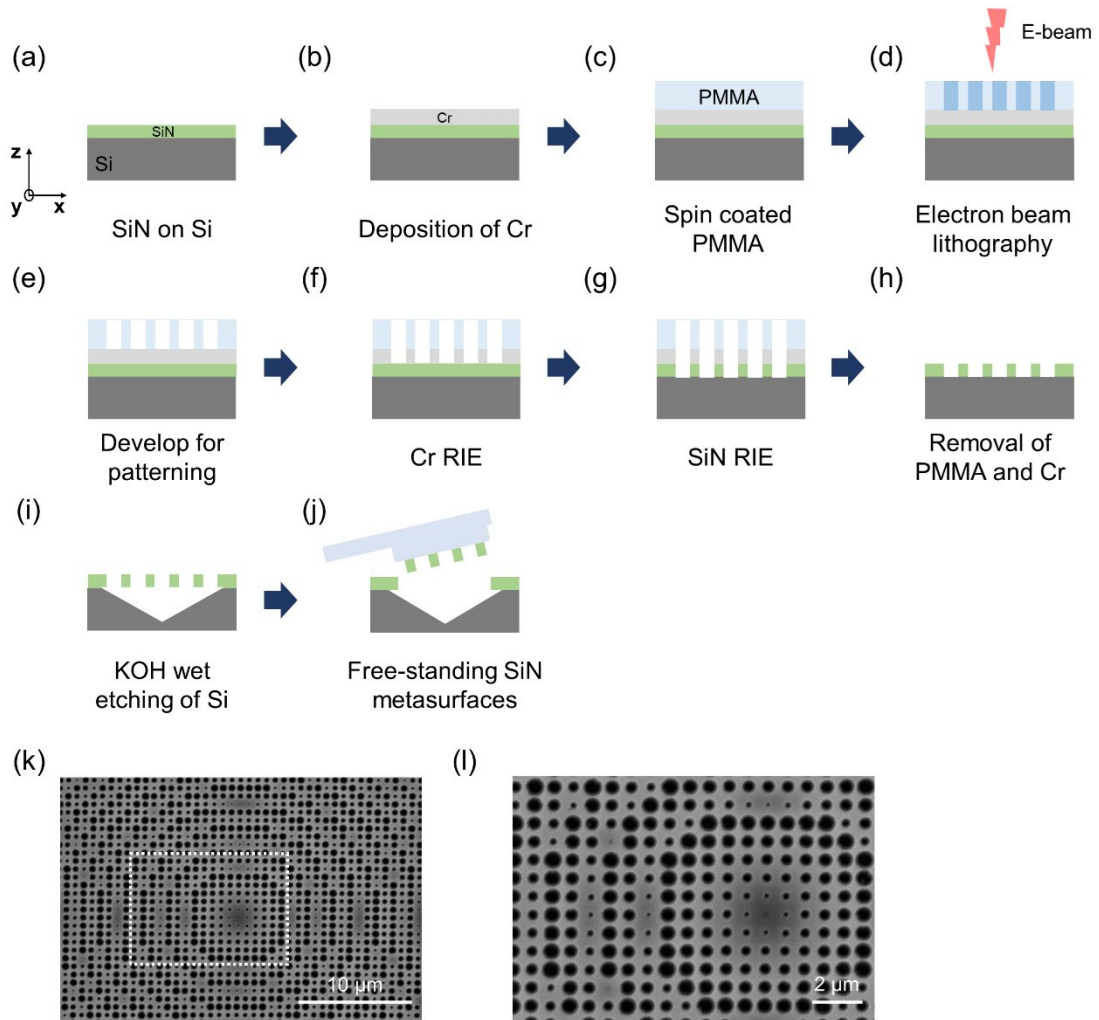 E-beam
(a)
(b)
(c)
(d)
SiN
Si
z
y
x
Cr
PMMA
SiN on Si
Deposition of Cr
Spin coated
PMMA
Electron beam
lithography
(e)
(f)
(g)
(h)
Develop for
patterning
Cr RIE
SiN RIE
Removal of
PMMA and Cr
(i)
(j)
KOH wet
etching of Si
Free-standing SiN
metasurfaces
(k)
(l)
10 μm
2 μm